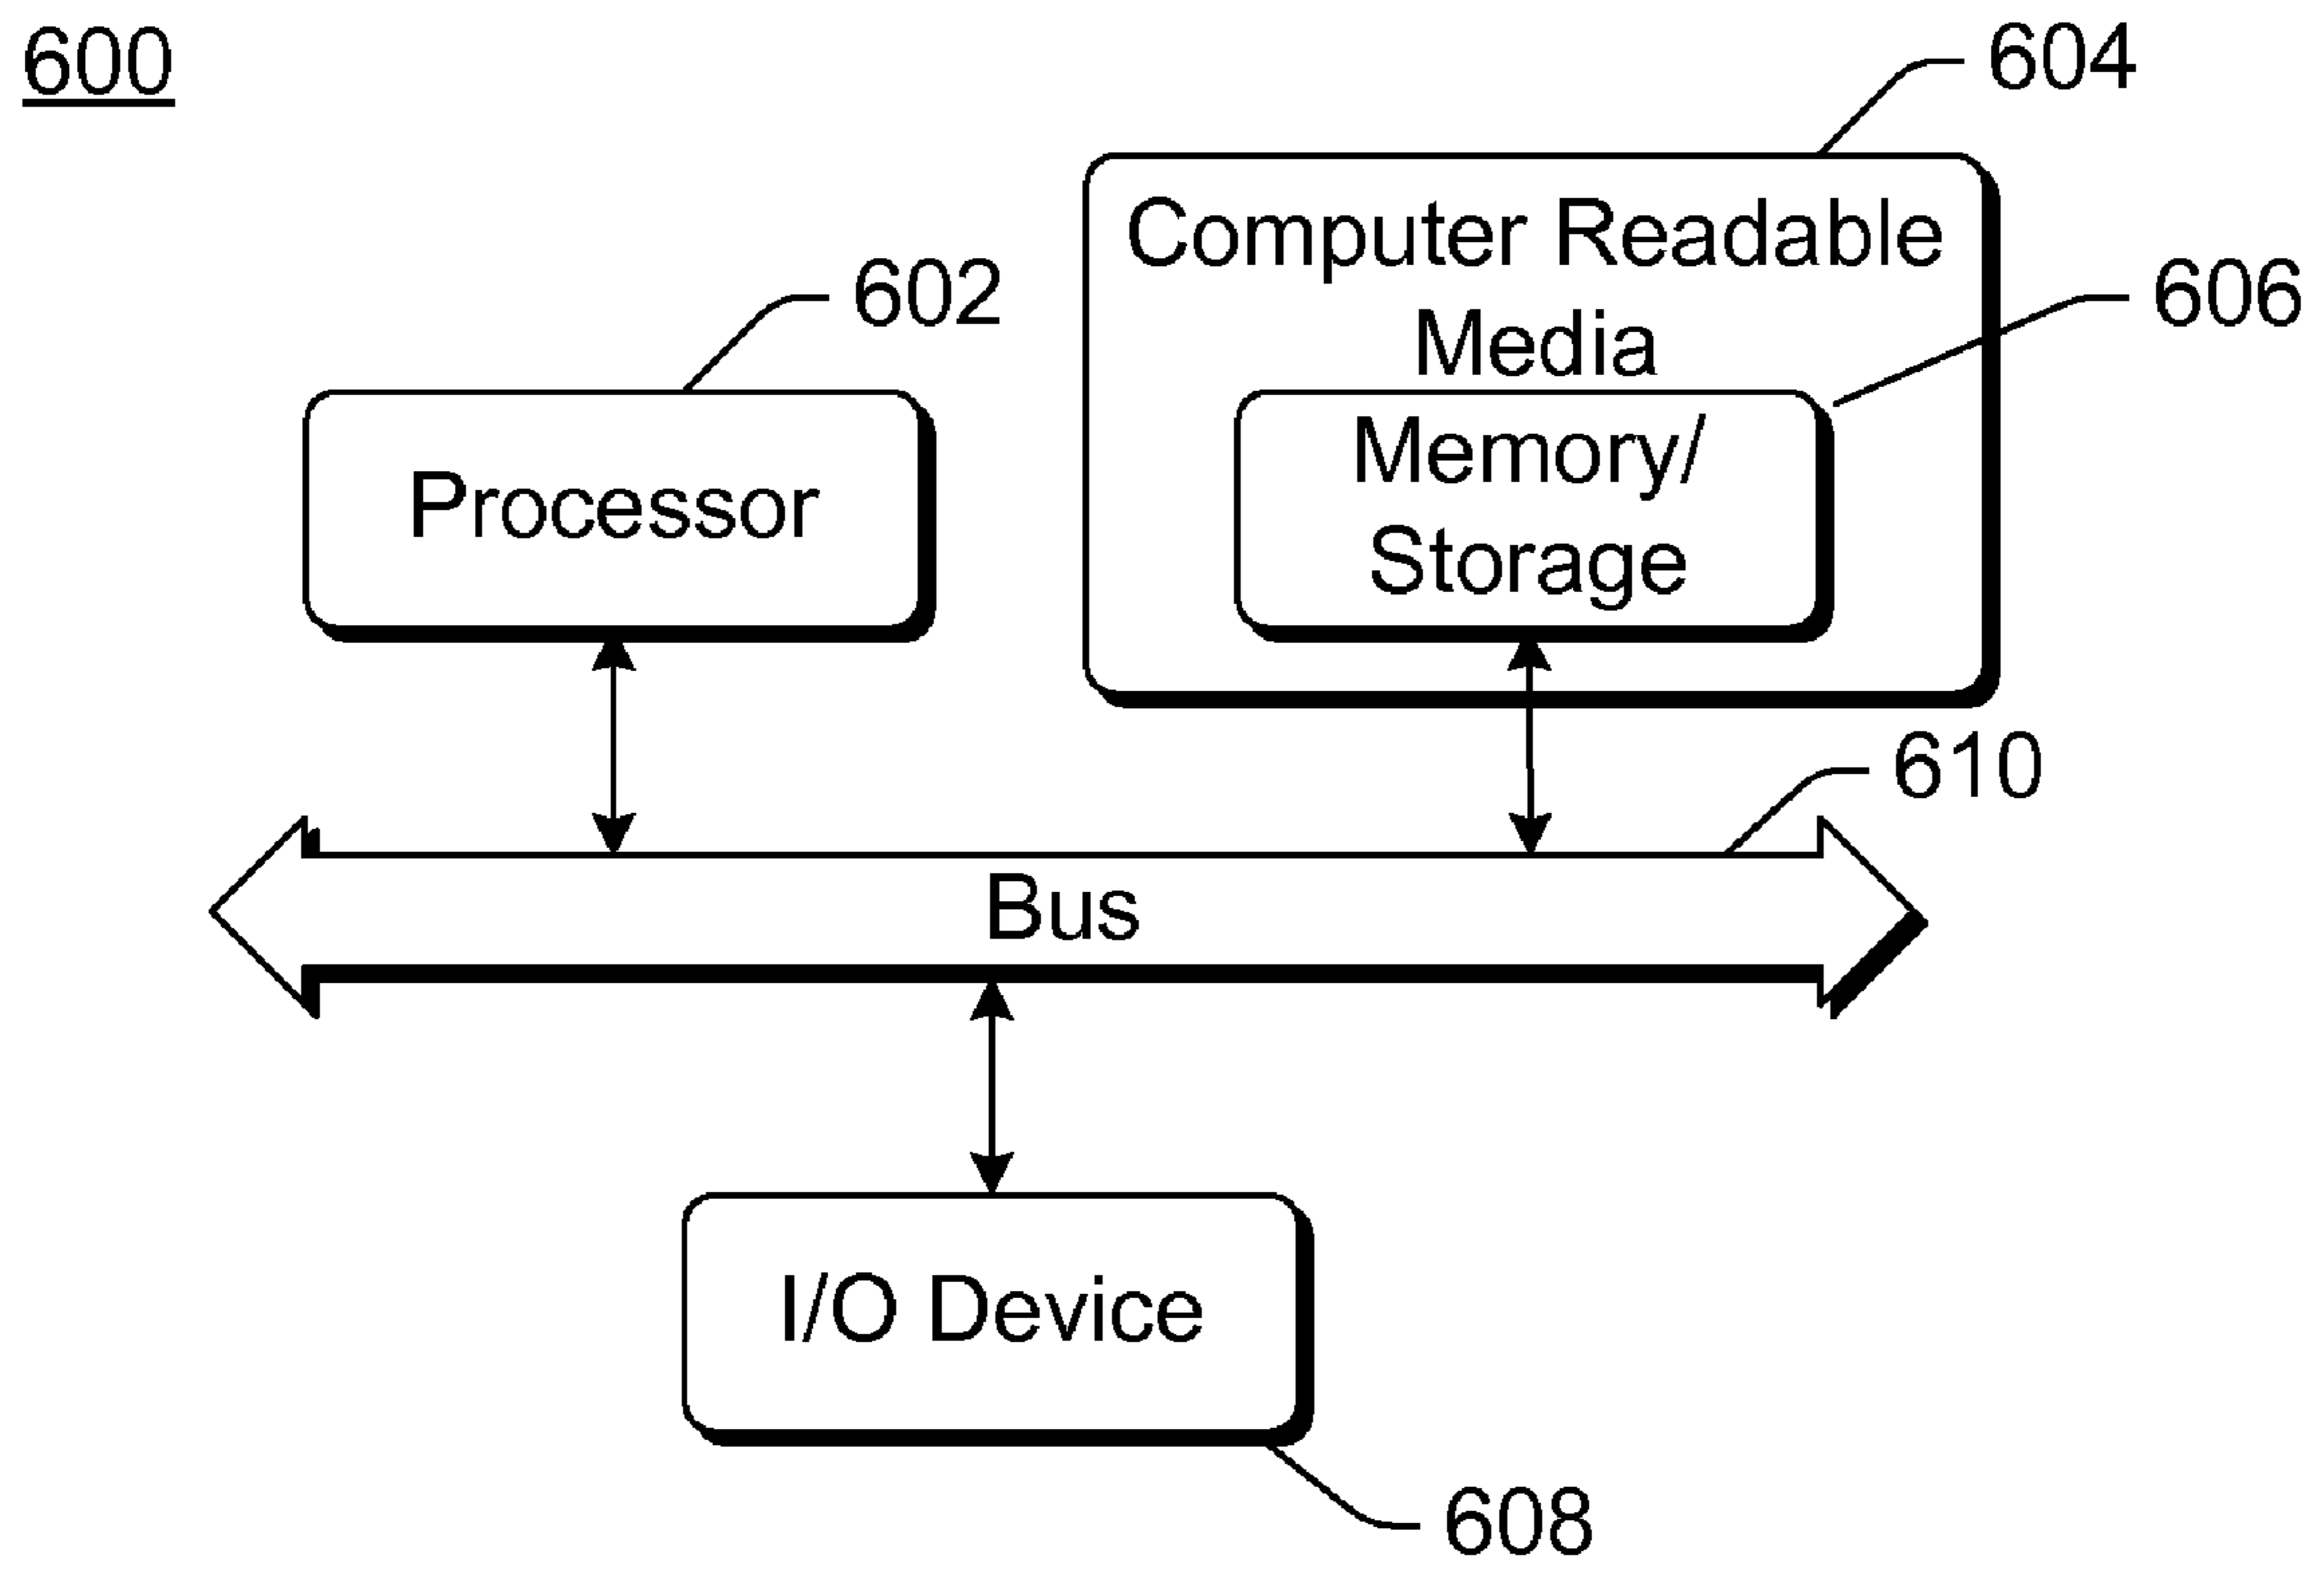 600
604
Computer Readable
Media
602
606
Processor
Memory/
Storage
610
Bus
I/O Device
608